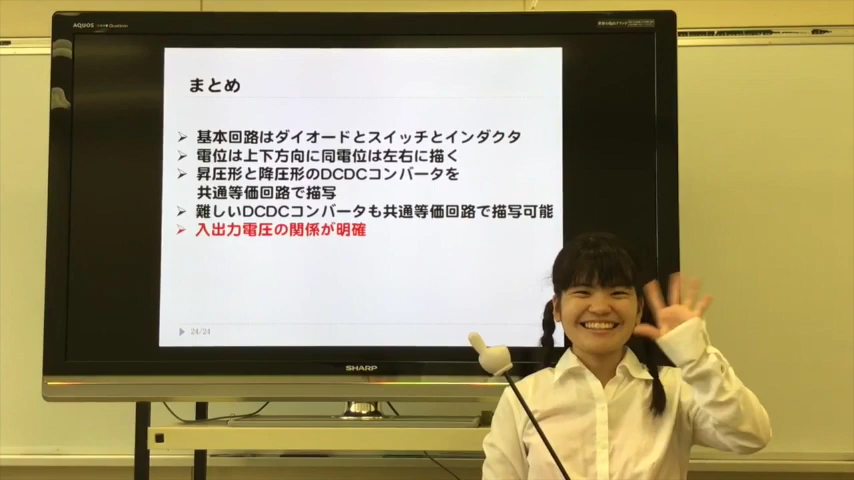 AQUOS
まとめ
基本回路はダイオードとスイッチとインダクタ
電位は上下方向に同電位は左右に描く
昇圧形と降圧形のDCDCコンバータを
共通等価回路で描写
難しいDCDCコンバータも共通等価回路で描写可能
入出力電圧の関係が明確
24/24
SHARP